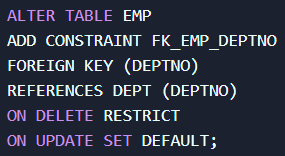 ALTER TABLE EMP
ADD CONSTRAINT FK_EMP_DEPTNO
FOREIGN KEY (DEPTNO)
REFERENCES DEPT (DEPTNO)
ON DELETE RESTRICT
ON UPDATE SET DEFAULT;